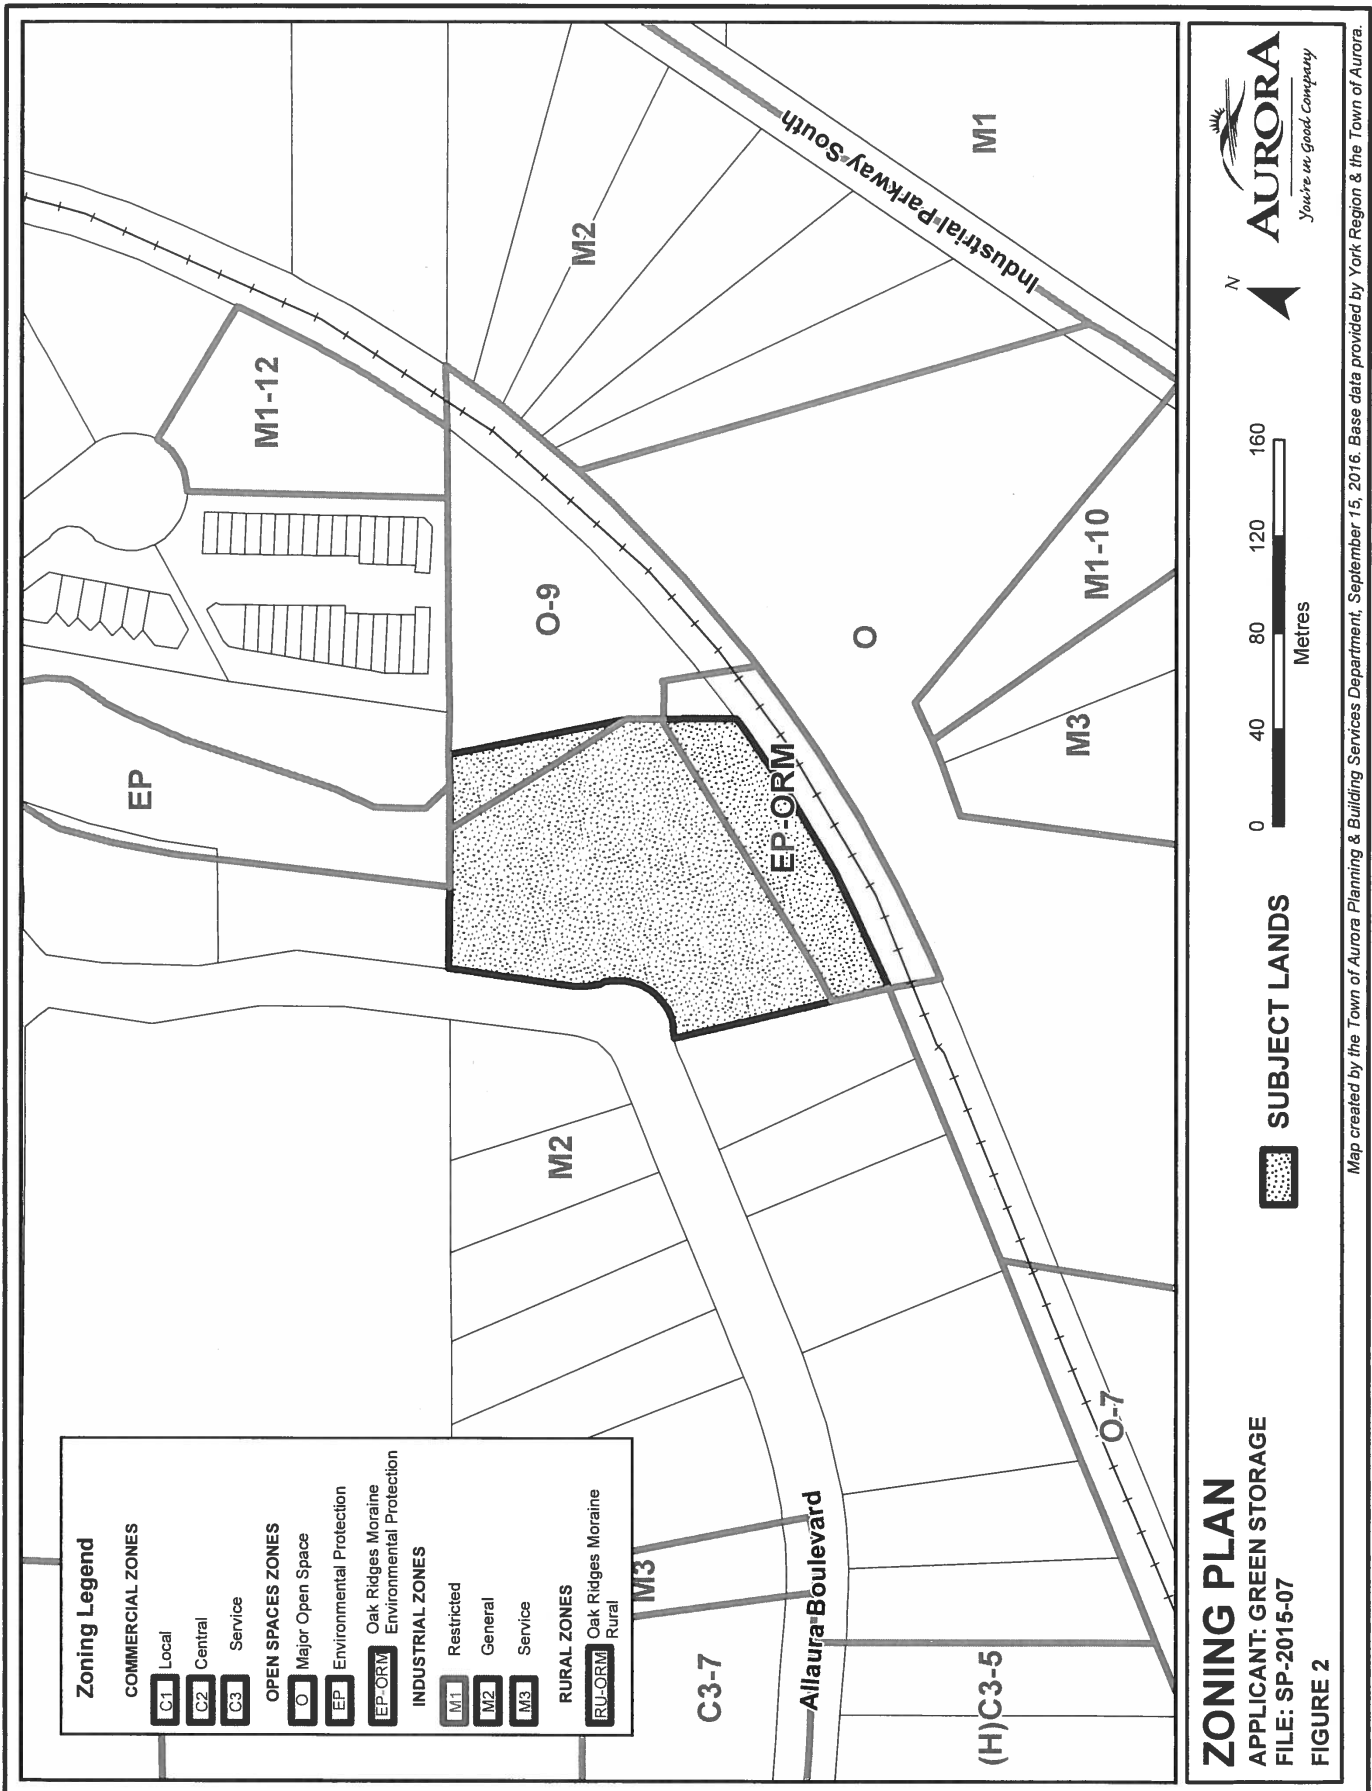 Zoning Legend
COMMERCIAL ZONES
C1 Local
C2 Central
C3 Service
OPEN SPACES ZONES
O Major Open Space
EP Environmental Protection
EP-ORM Oak Ridges Moraine
Environmental Protection
INDUSTRIAL ZONES
M1 Restricted
M2 General
M3 Service
RURAL ZONES
RU-ORM Oak Ridges Moraine
Rural
EP
M1-12
M2
O-9
M2
Industrial Parkway South
M1
EP-ORM
O
M1-10
M3
M3
C3-7
Allaura Boulevard
(H)C3-5
O-7
ZONING PLAN
APPLICANT: GREEN STORAGE
FILE: SP-2015-07
FIGURE 2
SUBJECT LANDS
0 40 80 120 160
Metres
N
AURORA
You're in Good Company
Map created by the Town of Aurora Planning & Building Services Department, September 15, 2016. Base data provided by York Region & the Town of Aurora.